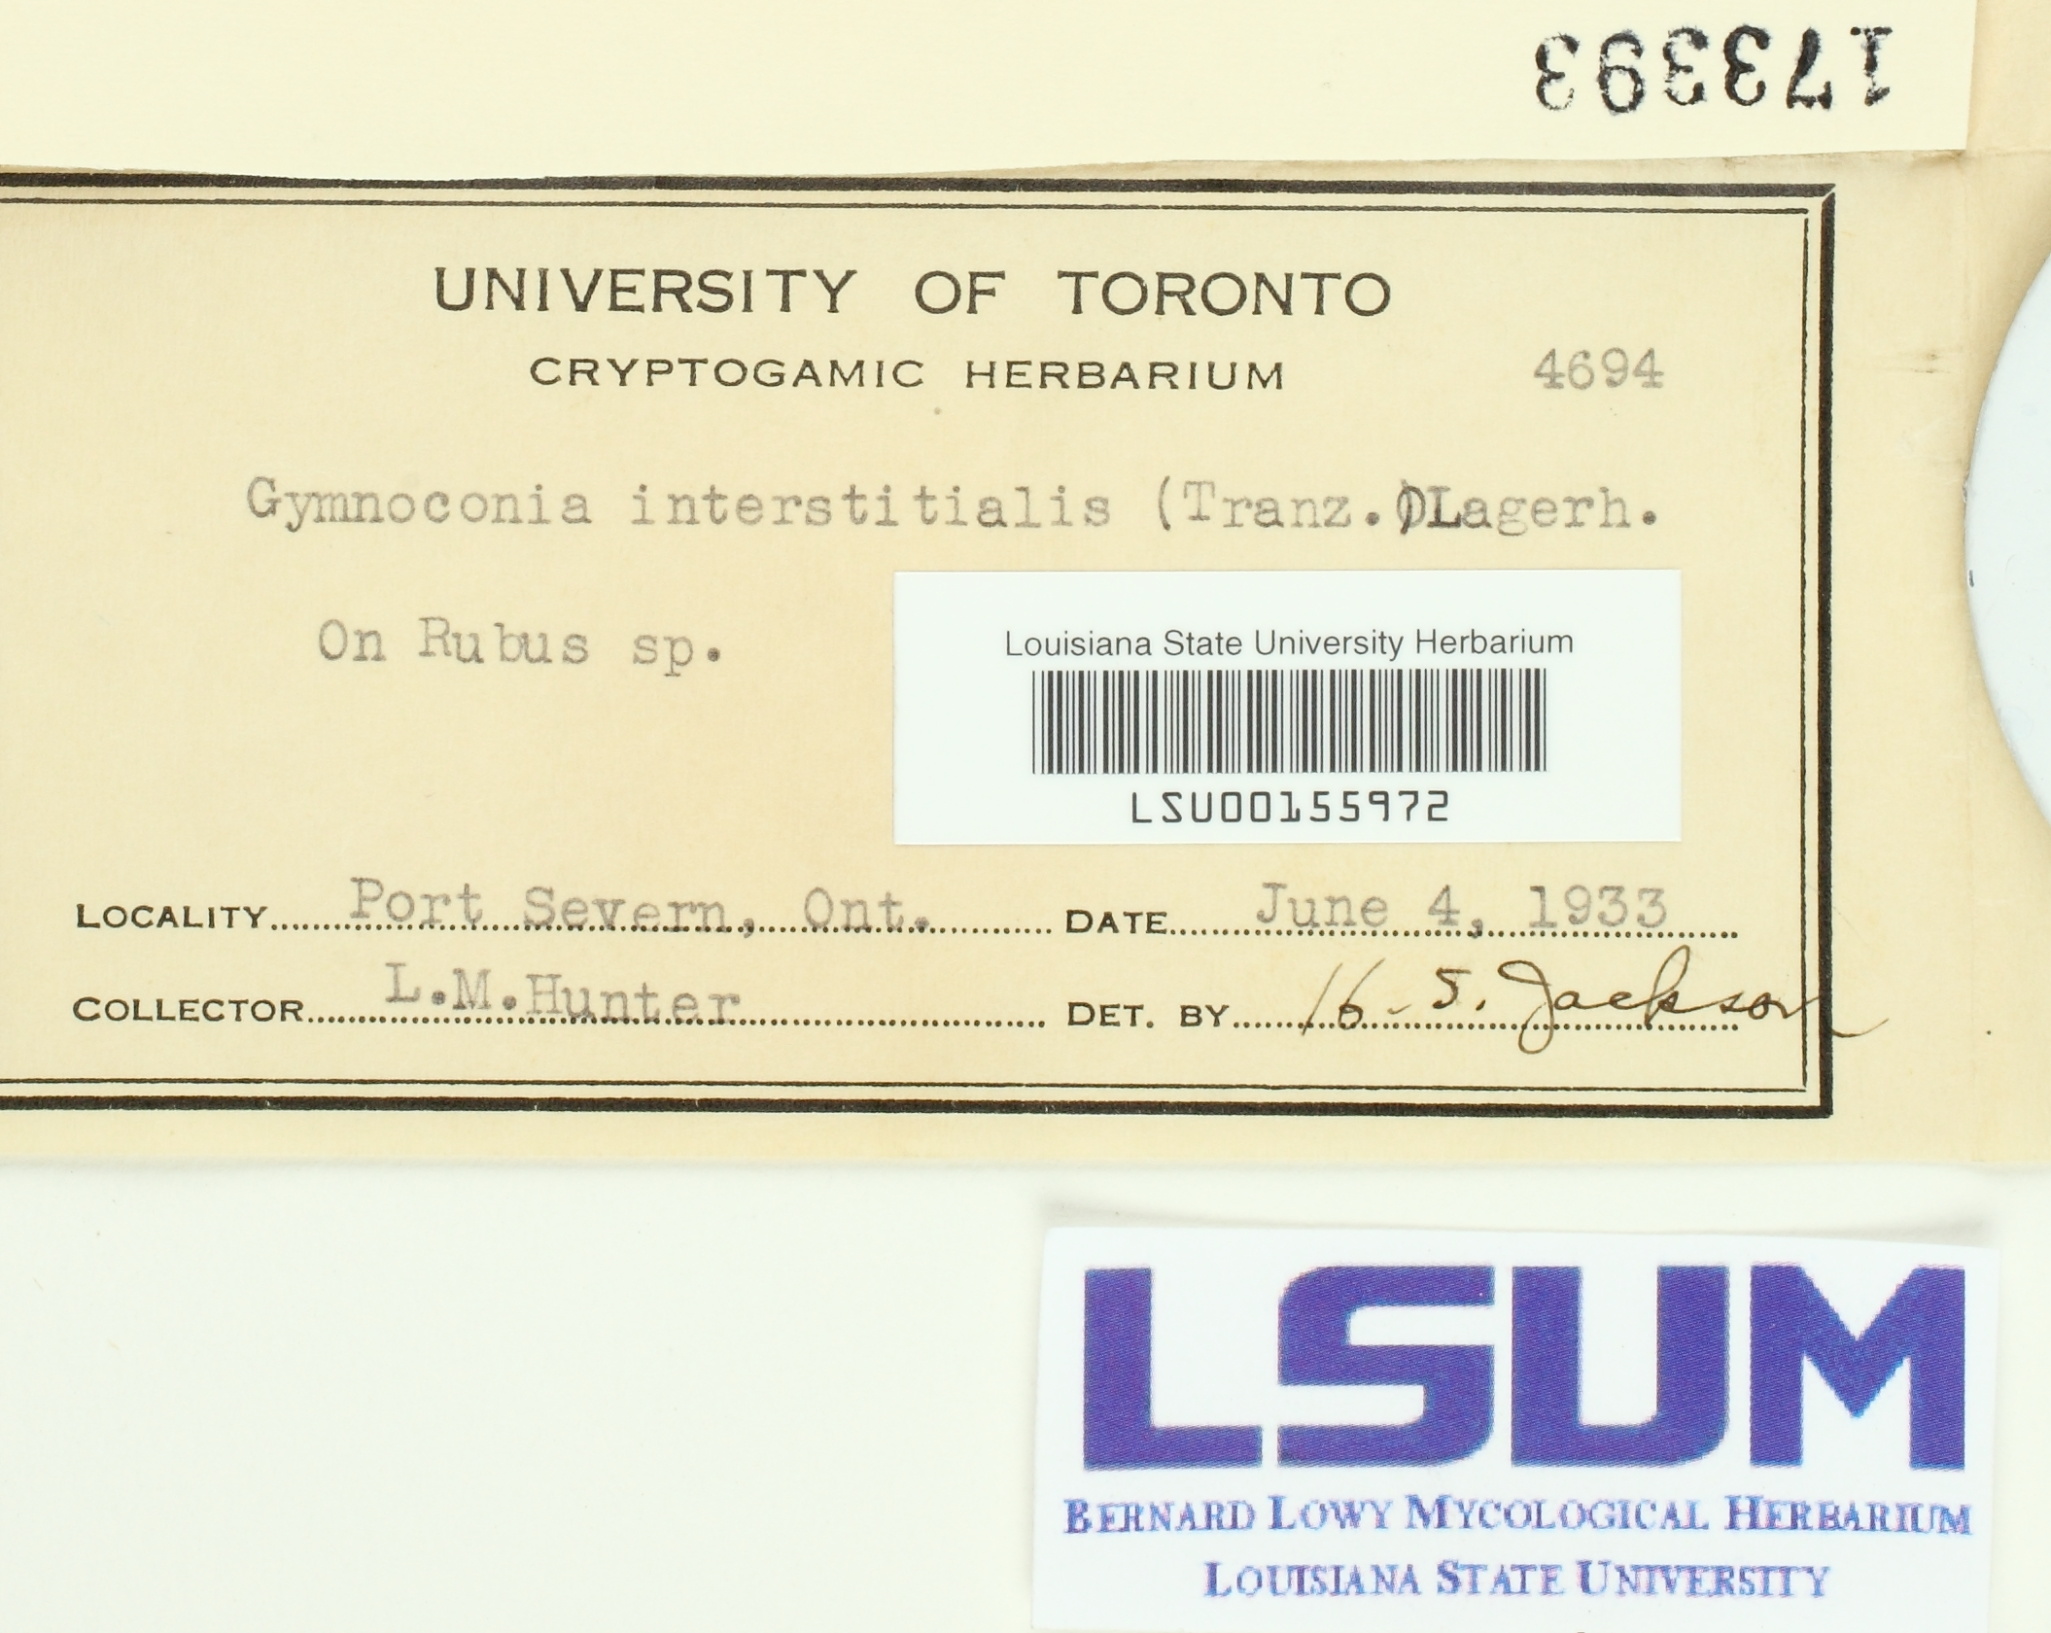 173393
UNIVERSITY OF TORONTO
CRYPTOGAMIC HERBARIUM 4694
Gymnoconia interstitialis (Tranz.)Lagerh.
On Rubus sp.
Louisiana State University Herbarium
LSU00155972
LOCALITY Port Severn, Ont. DATE June 4, 1933
COLLECTOR L.M.Hunter DET. BY H. S. Jackson
LSUM
BERNARD LOWY MYCOLOGICAL HERBARIUM
LOUISIANA STATE UNIVERSITY